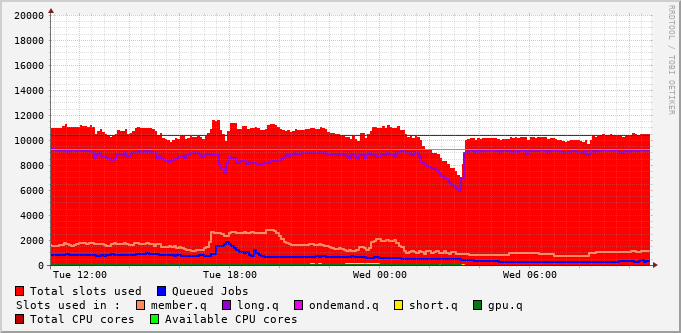 20000
18000
16000
14000
12000
10000
8000
6000
4000
2000
0
Tue 12:00 Tue 18:00 Wed 00:00 Wed 06:00
RRDTOOL / TOBI OETIKER
Total slots used Queued Jobs
Slots used in : member.q long.q ondemand.q short.q gpu.q
Total CPU cores Available CPU cores